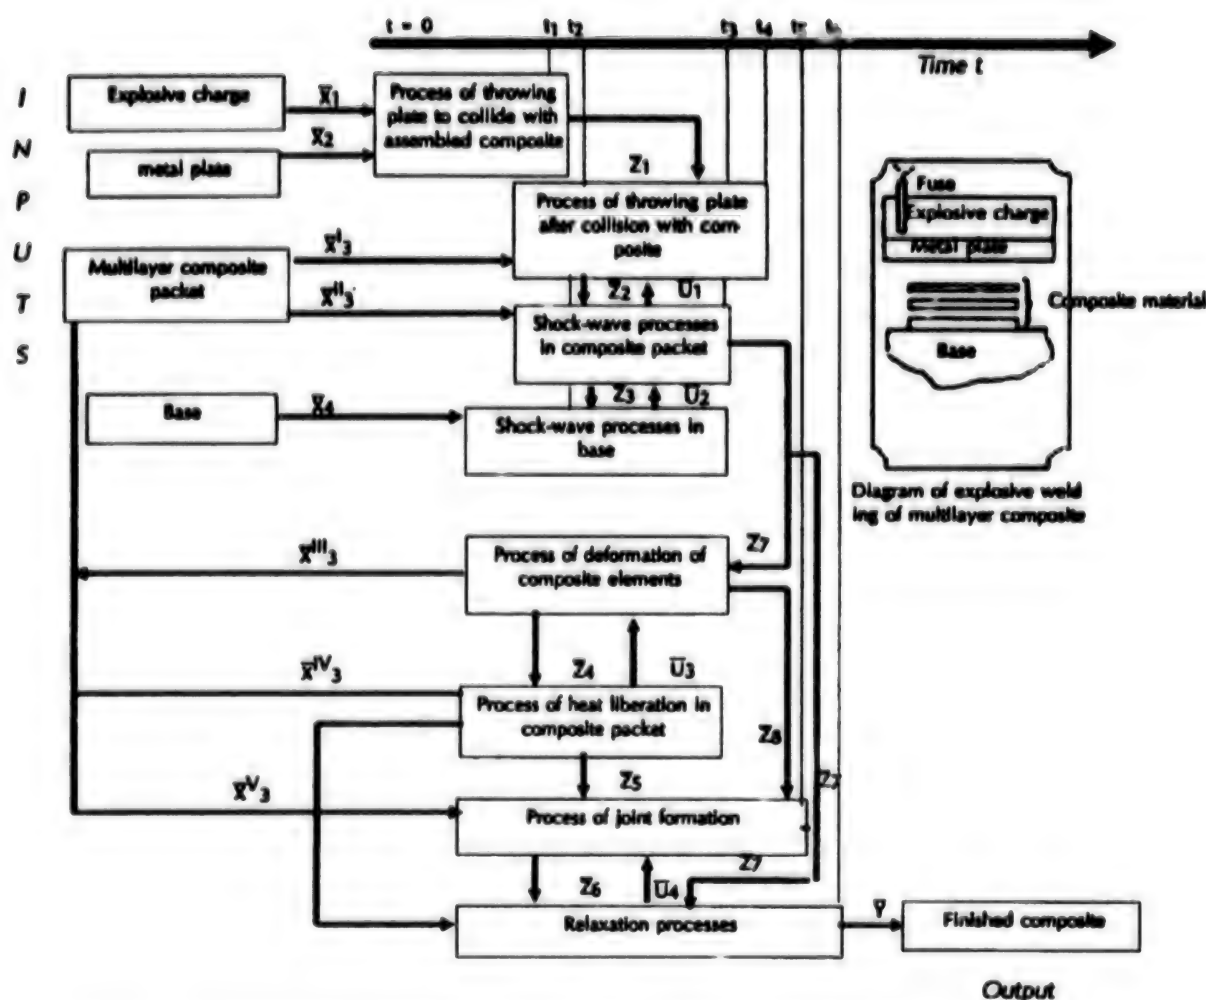 t = 0
t1
t2
t3
t4
Time t
INPUTS
Explosive charge
X̄1
Process of throwing
plate to collide with
assembled composite
metal plate
X2
Z1
Process of throwing plate
after collision with com-
posite
X̄I3
Multilayer composite
packet
X̄II3
Z2
Ū1
Shock-wave processes
in composite packet
Z3
Ū2
Base
X̄4
Shock-wave processes in
base
Fuse
Explosive charge
Metal plate
Composite material
Base
Diagram of explosive weld
ing of multilayer composite
X̄III3
Process of deformation of
composite elements
Z7
X̄IV3
Z4
Ū3
Process of heat liberation in
composite packet
Z8
Z5
Z7
X̄V3
Process of joint formation
Z6
Ū4
Z7
Relaxation processes
Ȳ
Finished composite
Output